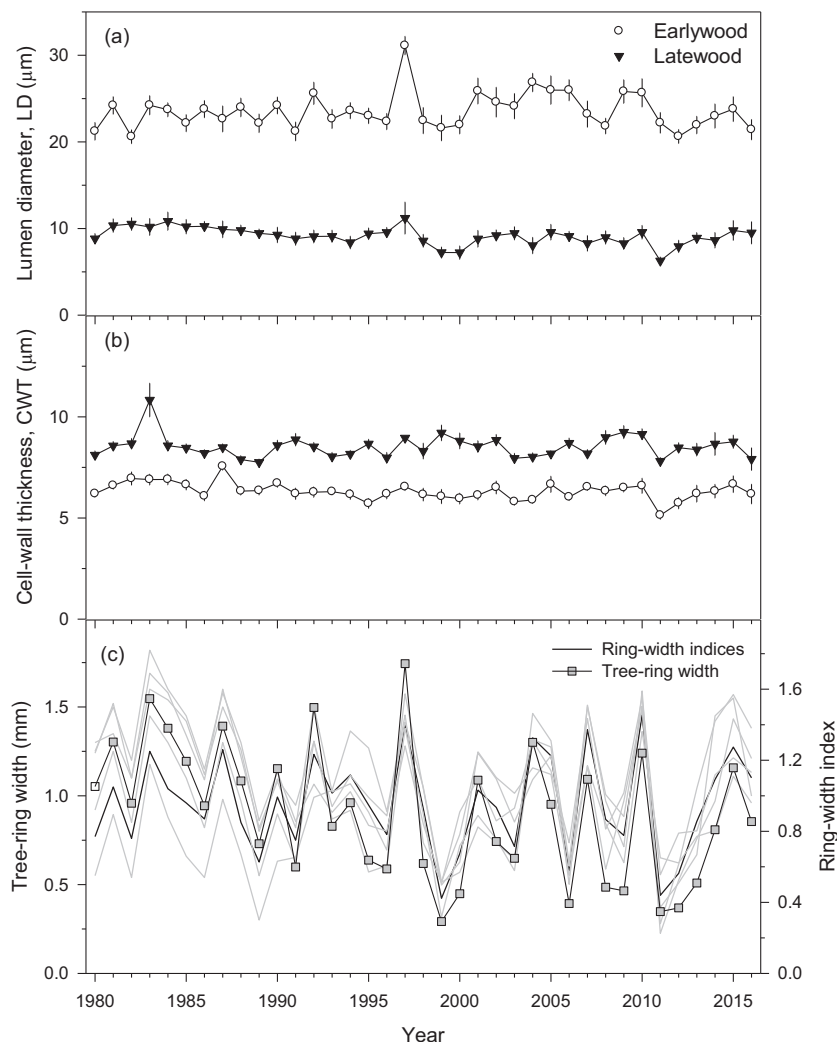 (a)
Earlywood
Latewood
Lumen diameter, LD (μm)
30
20
10
0
(b)
Cell-wall thickness, CWT (μm)
10
5
0
(c)
Ring-width indices
Tree-ring width
Tree-ring width (mm)
1.5
1.0
0.5
0.0
Ring-width index
1.6
1.2
0.8
0.4
0.0
1980 1985 1990 1995 2000 2005 2010 2015
Year